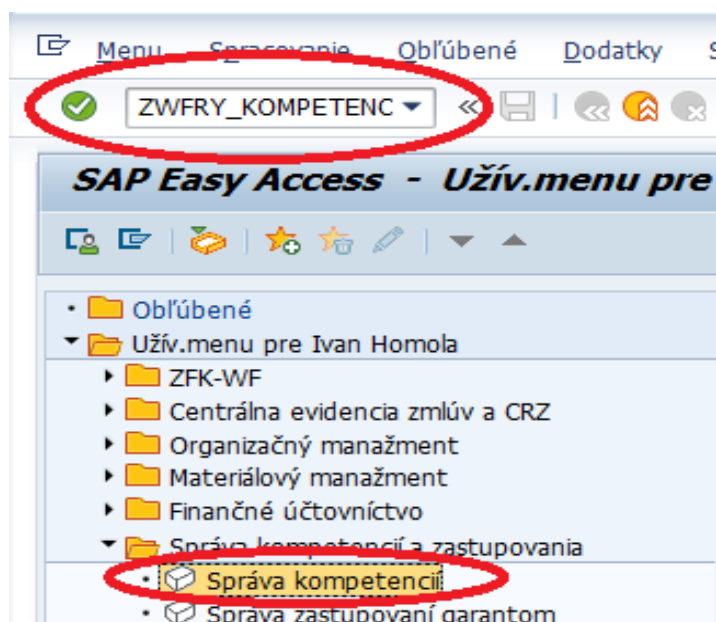 Menu Spracovanie Obľúbené Dodatky S
ZWFRY_KOMPETENC
SAP Easy Access - Užív.menu pre
Obľúbené
Užív.menu pre Ivan Homola
ZFK-WF
Centrálna evidencia zmlúv a CRZ
Organizačný manažment
Materiálový manažment
Finančné účtovníctvo
Správa kompetencií a zastupovania
Správa kompetencií
Správa zastupovaní garantom